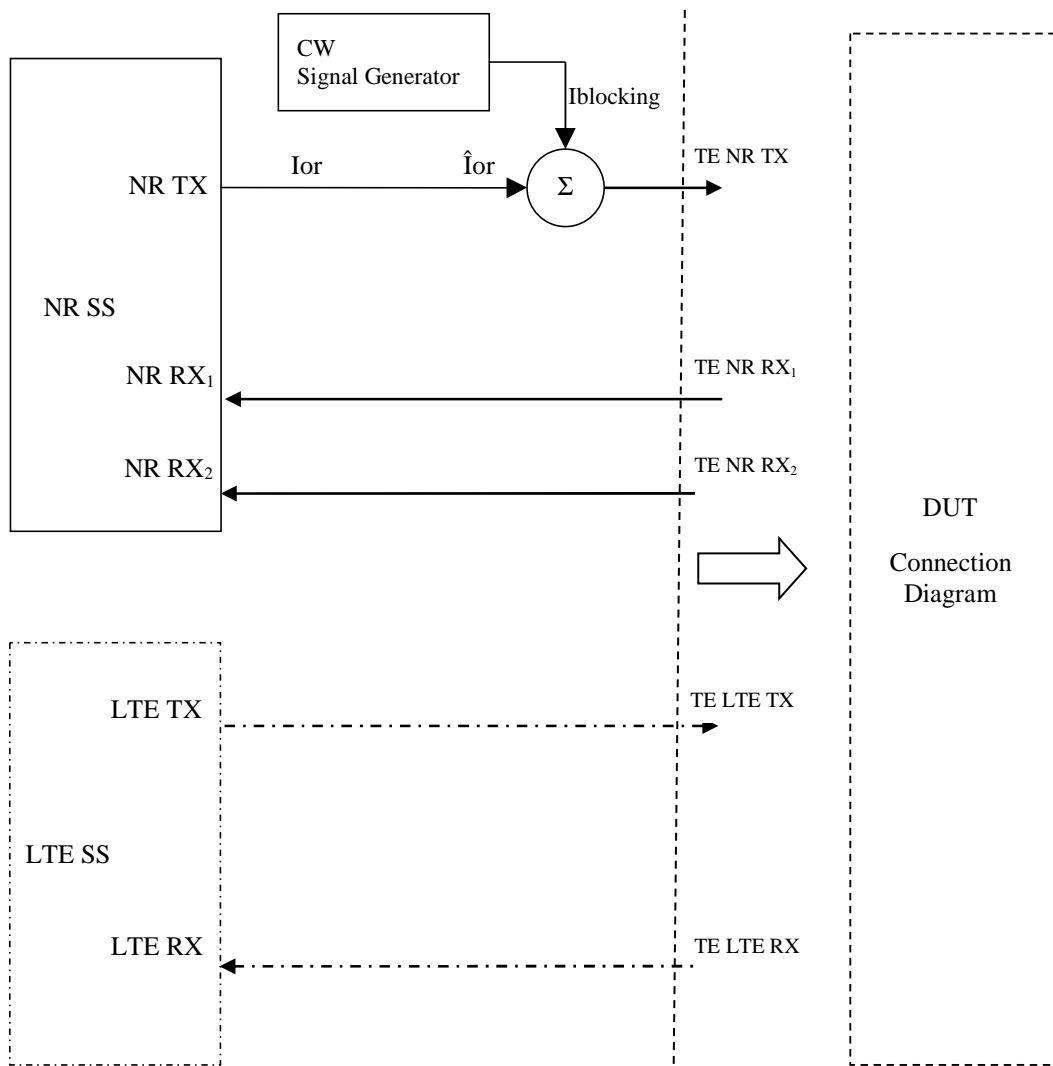 CW
Signal Generator
Iblocking
TE NR TX
NR TX
Ior
Îor
Σ
NR SS
NR RX₁
TE NR RX₁
NR RX₂
TE NR RX₂
DUT
Connection
Diagram
LTE TX
TE LTE TX
LTE SS
LTE RX
TE LTE RX